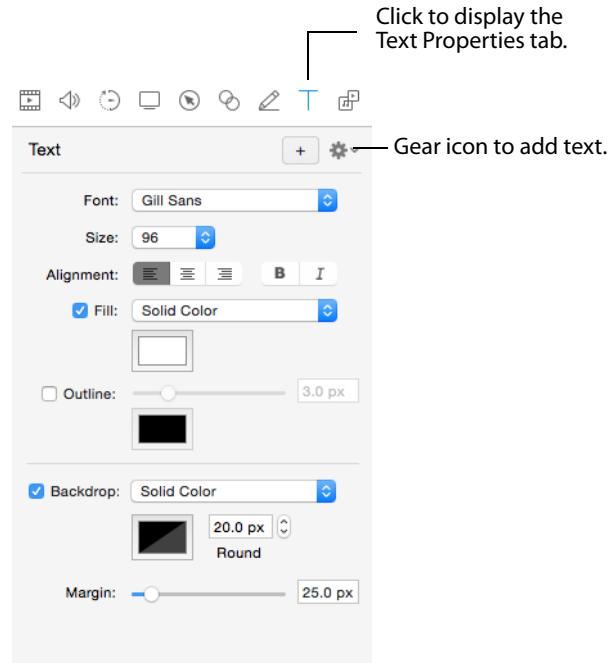 Click to display the
Text Properties tab.
Text
+
Gear icon to add text.
Font: Gill Sans
Size: 96
Alignment: B I
Fill: Solid Color
Outline: 3.0 px
Backdrop: Solid Color
20.0 px
Round
Margin: 25.0 px